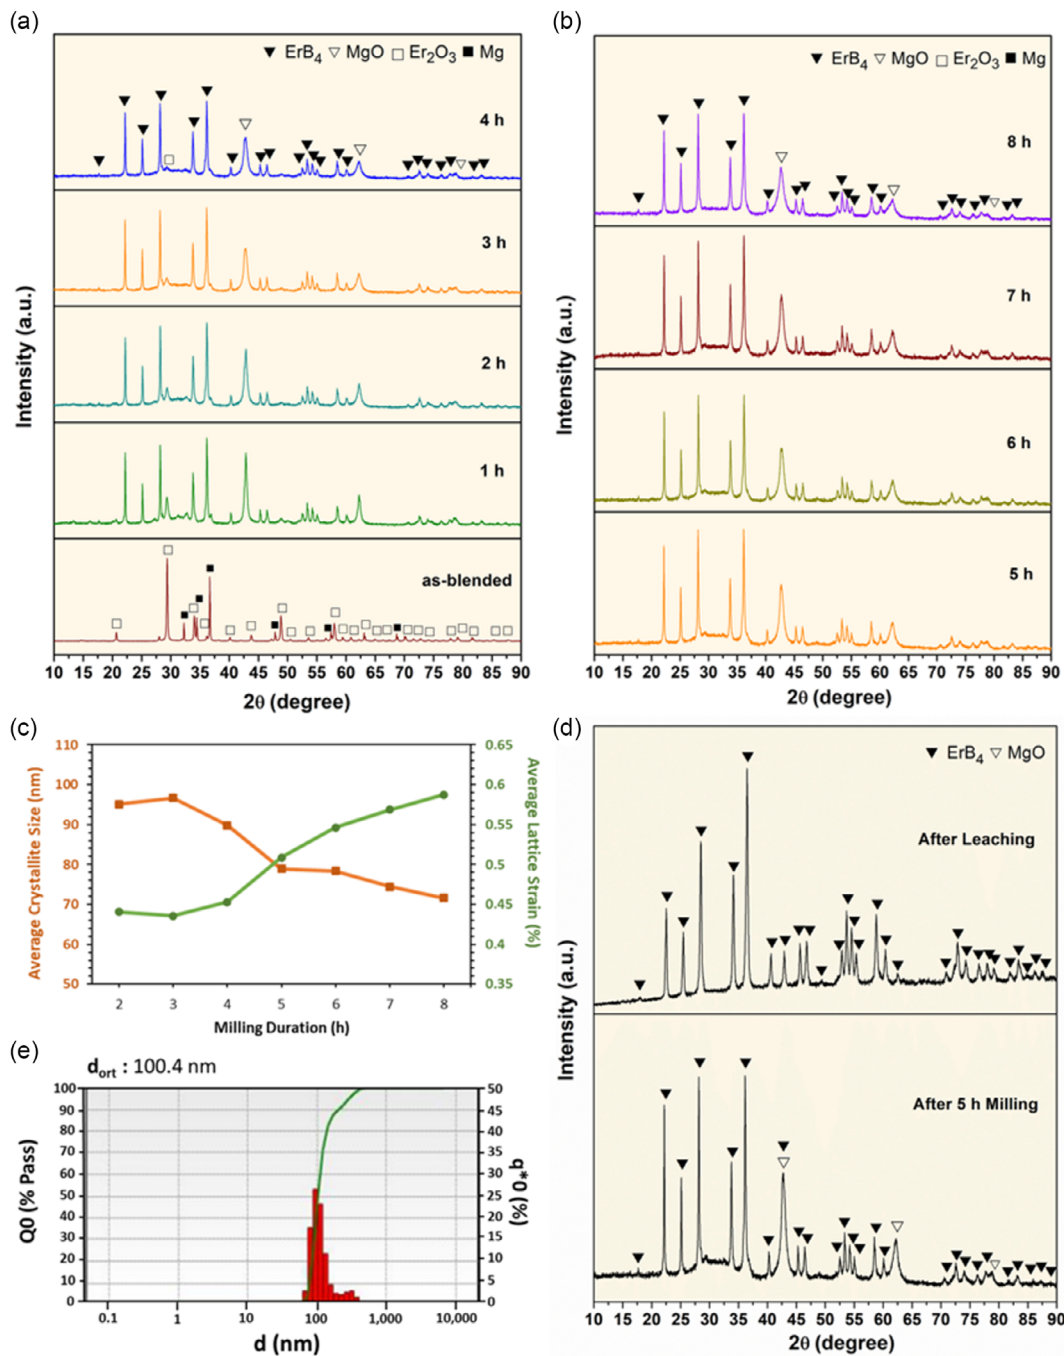 (a)
▼ ErB₄ ▽ MgO □ Er₂O₃ ■ Mg
4 h
3 h
2 h
1 h
as-blended
Intensity (a.u.)
10 15 20 25 30 35 40 45 50 55 60 65 70 75 80 85 90
2θ (degree)
(b)
▼ ErB₄ ▽ MgO □ Er₂O₃ ■ Mg
8 h
7 h
6 h
5 h
Intensity (a.u.)
10 15 20 25 30 35 40 45 50 55 60 65 70 75 80 85 90
2θ (degree)
(c)
Average Crystallite Size (nm)
110
100
90
80
70
60
50
0.65
0.6
0.55
0.5
0.45
0.4
0.35
Average Lattice Strain (%)
2 3 4 5 6 7 8
Milling Duration (h)
(d)
▼ ErB₄ ▽ MgO
After Leaching
After 5 h Milling
Intensity (a.u.)
10 15 20 25 30 35 40 45 50 55 60 65 70 75 80 85 90
2θ (degree)
(e)
dort : 100.4 nm
Q0 (% Pass)
100
90
80
70
60
50
40
30
20
10
0
50
45
40
35
30
25
20
15
10
5
0
q*0 (%)
0.1 1 10 100 1,000 10,000
d (nm)